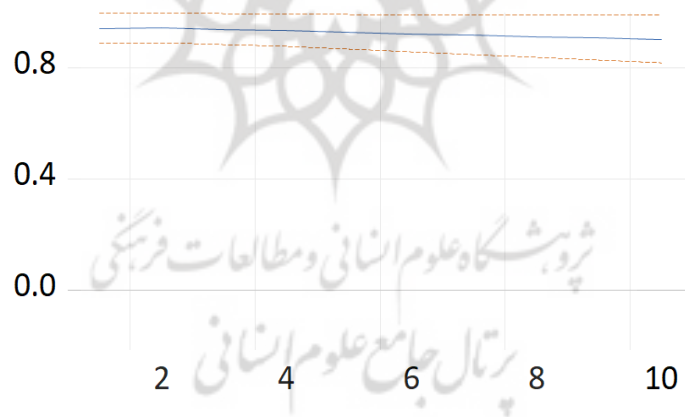 0.8
0.4
پژوهشگاه علوم انسانی و مطالعات فرهنگی
0.0
پرتال جامع علوم انسانی
2 4 6 8 10